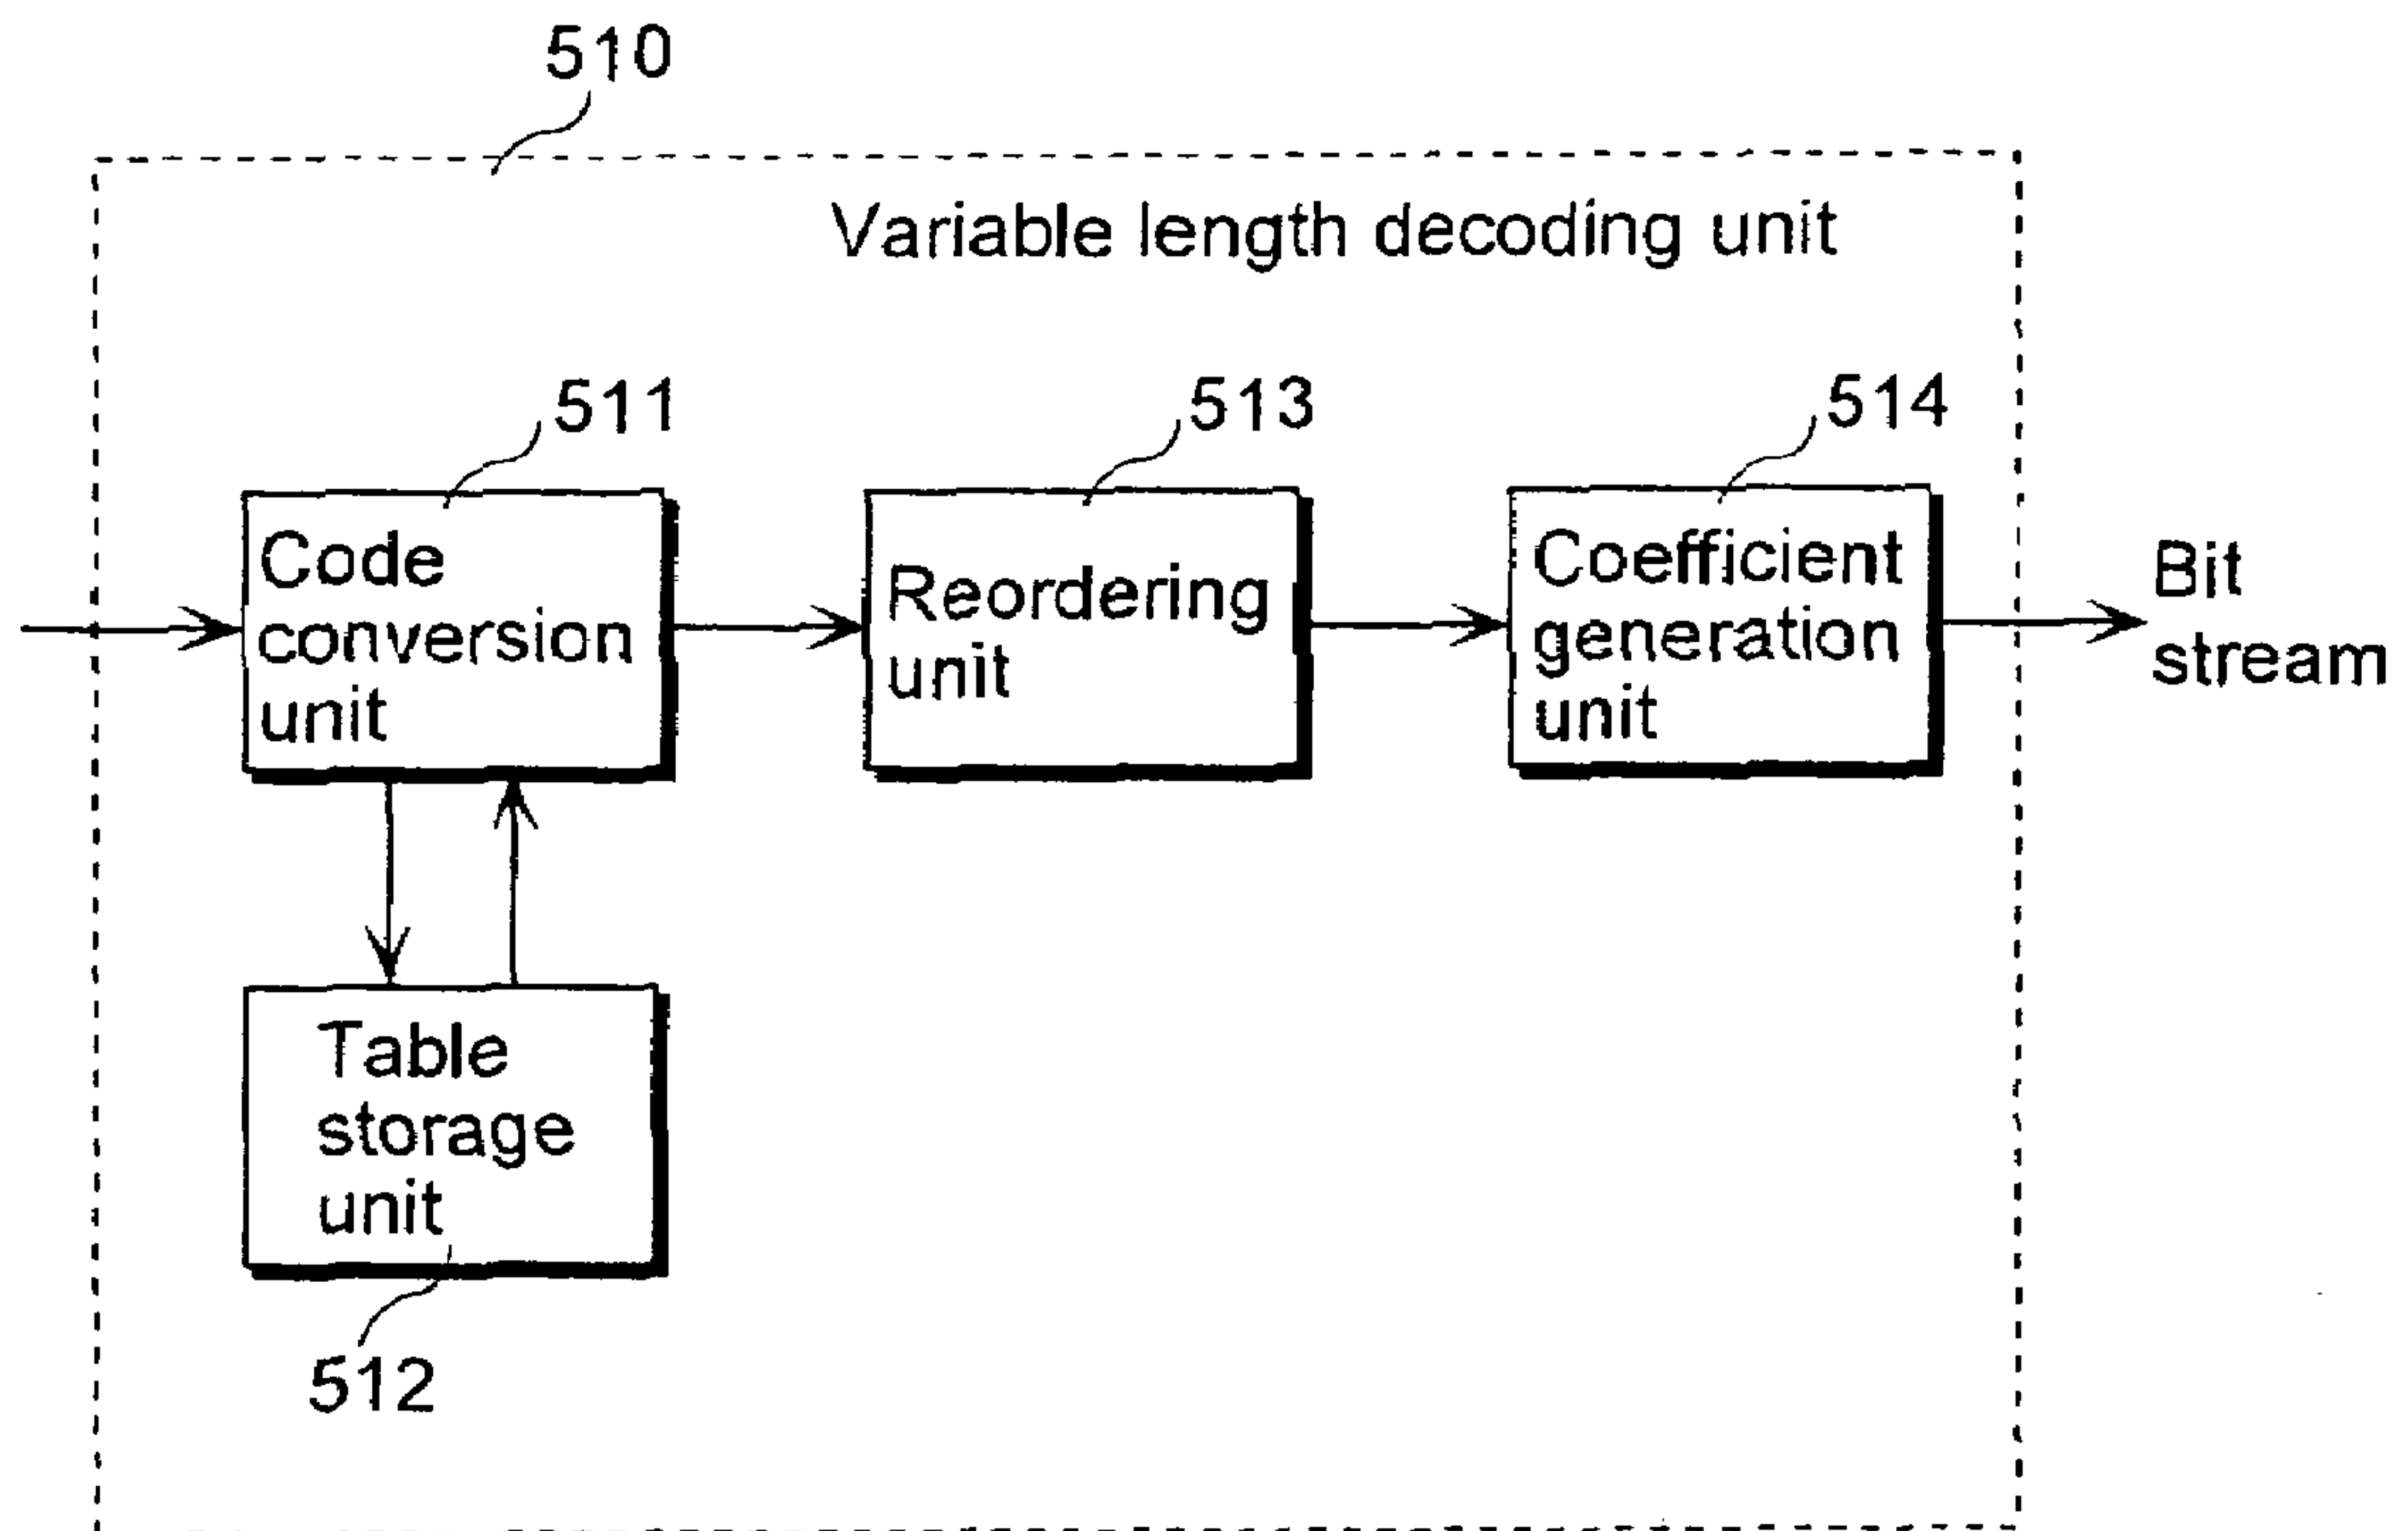 510
Variable length decoding unit
511
513
514
Code
conversion
unit
Reordering
unit
Coefficient
generation
unit
Bit
stream
Table
storage
unit
512